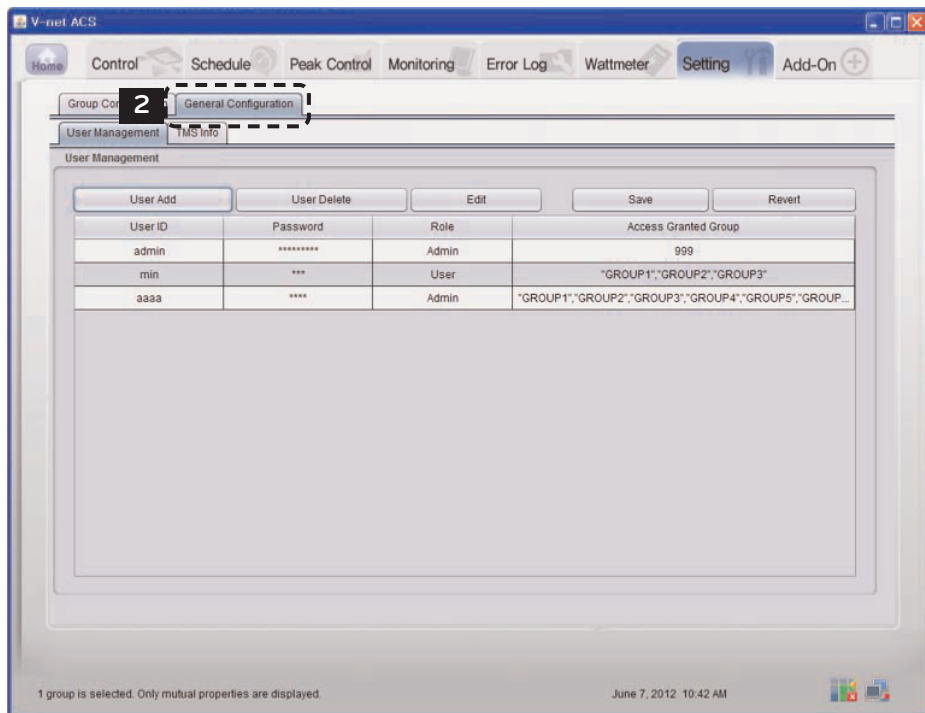 V-net ACS
Home Control Schedule Peak Control Monitoring Error Log Wattmeter Setting Add-On
Group Con 2 General Configuration
User Management TMS Info
User Management
User Add User Delete Edit Save Revert
User ID Password Role Access Granted Group
admin ********* Admin 999
min *** User "GROUP1","GROUP2","GROUP3"
aaaa **** Admin "GROUP1","GROUP2","GROUP3","GROUP4","GROUP5","GROUP...
1 group is selected. Only mutual properties are displayed. June 7, 2012 10:42 AM